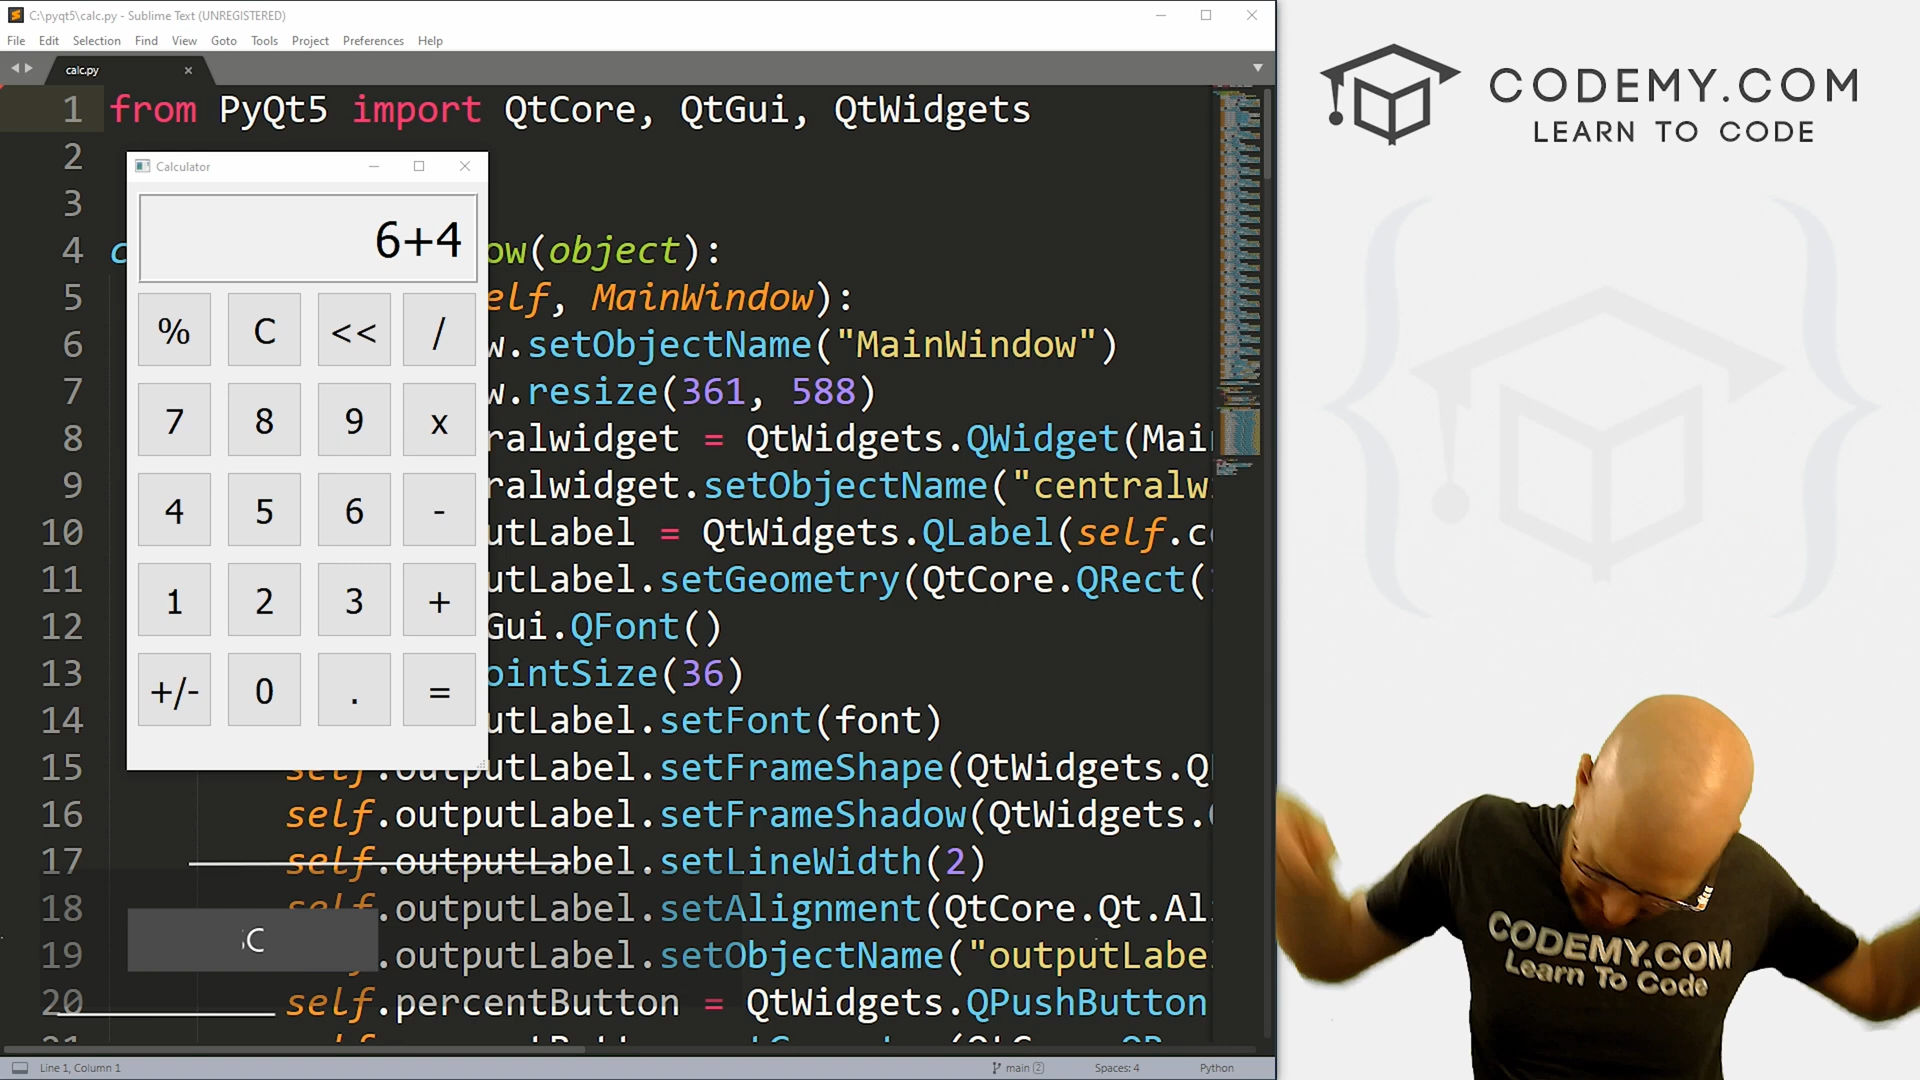 C:\pyqt5\calc.py - Sublime Text (UNREGISTERED)
File Edit Selection Find View Goto Tools Project Preferences Help
calc.py
1 from PyQt5 import QtCore, QtGui, QtWidgets
2
3
4 c ow(object):
5 elf, MainWindow):
6 w.setObjectName("MainWindow")
7 w.resize(361, 588)
8 ralwidget = QtWidgets.QWidget(Mai
9 ralwidget.setObjectName("centralw
10 utLabel = QtWidgets.QLabel(self.c
11 utLabel.setGeometry(QtCore.QRect(
12 Gui.QFont()
13 ointSize(36)
14 utLabel.setFont(font)
15 self.outputLabel.setFrameShape(QtWidgets.Q
16 self.outputLabel.setFrameShadow(QtWidgets.
17 self.outputLabel.setLineWidth(2)
18 self.outputLabel.setAlignment(QtCore.Qt.Al
19 .outputLabel.setObjectName("outputLabe
20 self.percentButton = QtWidgets.QPushButton
Calculator
6+4
% C << /
7 8 9 x
4 5 6 -
1 2 3 +
+/- 0 . =
Line 1, Column 1
main 2
Spaces: 4
Python
CODEMY.COM
LEARN TO CODE
CODEMY.COM
Learn To Code